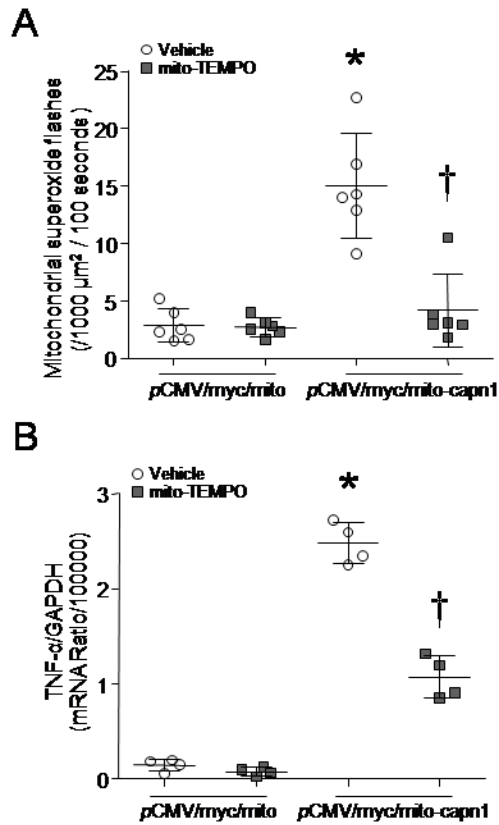 A
Vehicle
mito-TEMPO
Mitochondrial superoxide flashes
(/1000 μm² / 100 seconds)
25
20
15
10
5
0
*
†
pCMV/myc/mito
pCMV/myc/mito-capn1
B
Vehicle
mito-TEMPO
TNF-α/GAPDH
(mRNA Ratio/100000)
3
2
1
0
*
†
pCMV/myc/mito
pCMV/myc/mito-capn1